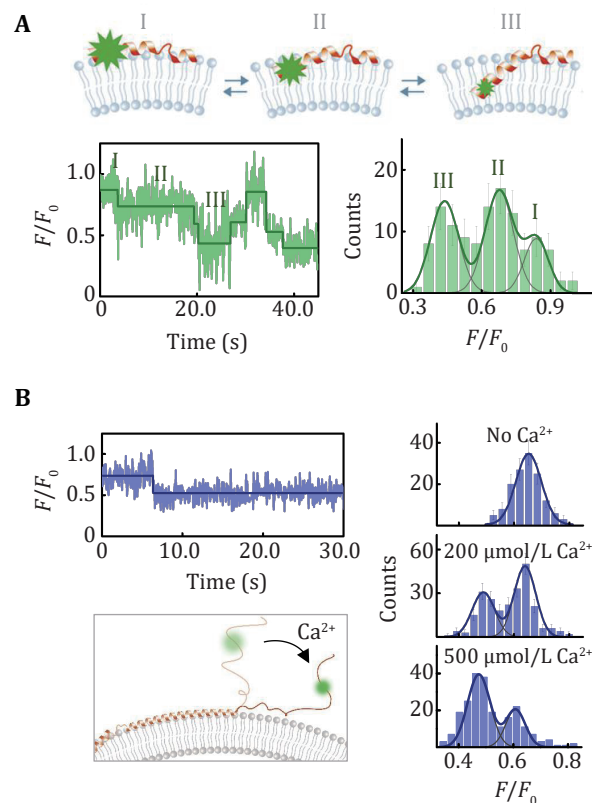 A
I
II
III
I
II
III
1.0
0.5
0
F/F₀
0.0
20.0
40.0
Time (s)
III
II
I
20
10
0
Counts
0.3
0.6
0.9
F/F₀
B
1.0
0.5
0
F/F₀
0.0
10.0
20.0
30.0
Time (s)
Ca²⁺
No Ca²⁺
40
20
200 μmol/L Ca²⁺
60
30
Counts
500 μmol/L Ca²⁺
40
20
0.4
0.6
0.8
F/F₀